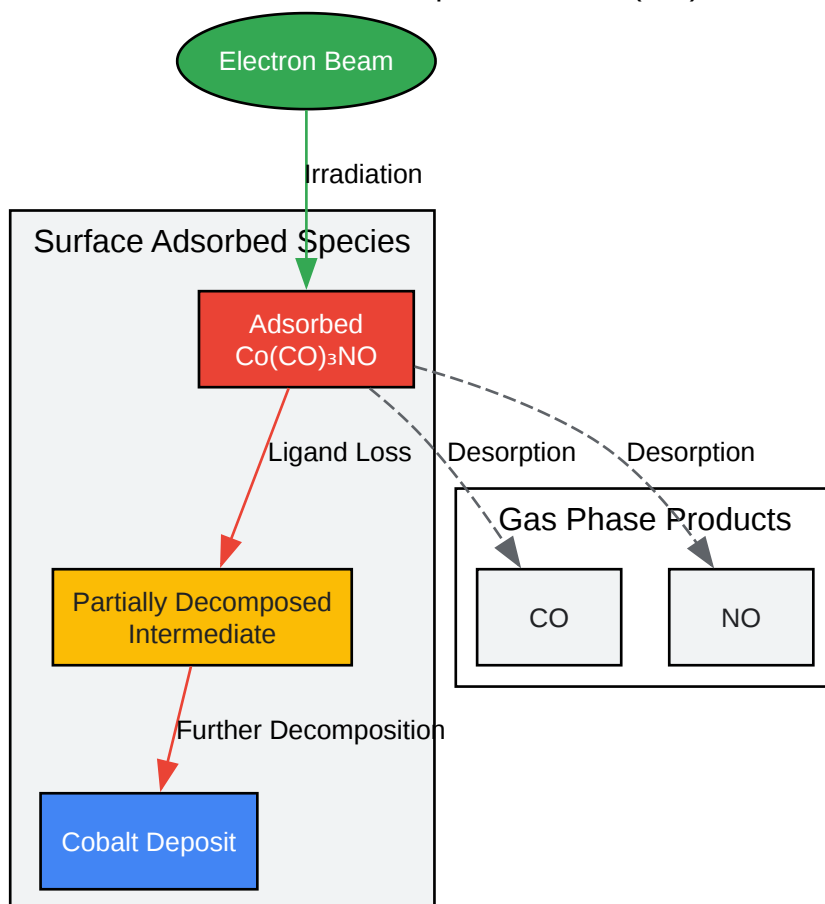 Electron Beam
Irradiation
Surface Adsorbed Species
Adsorbed
Co(CO)₃NO
Ligand Loss
Desorption
Desorption
Gas Phase Products
Partially Decomposed
Intermediate
CO
NO
Further Decomposition
Cobalt Deposit